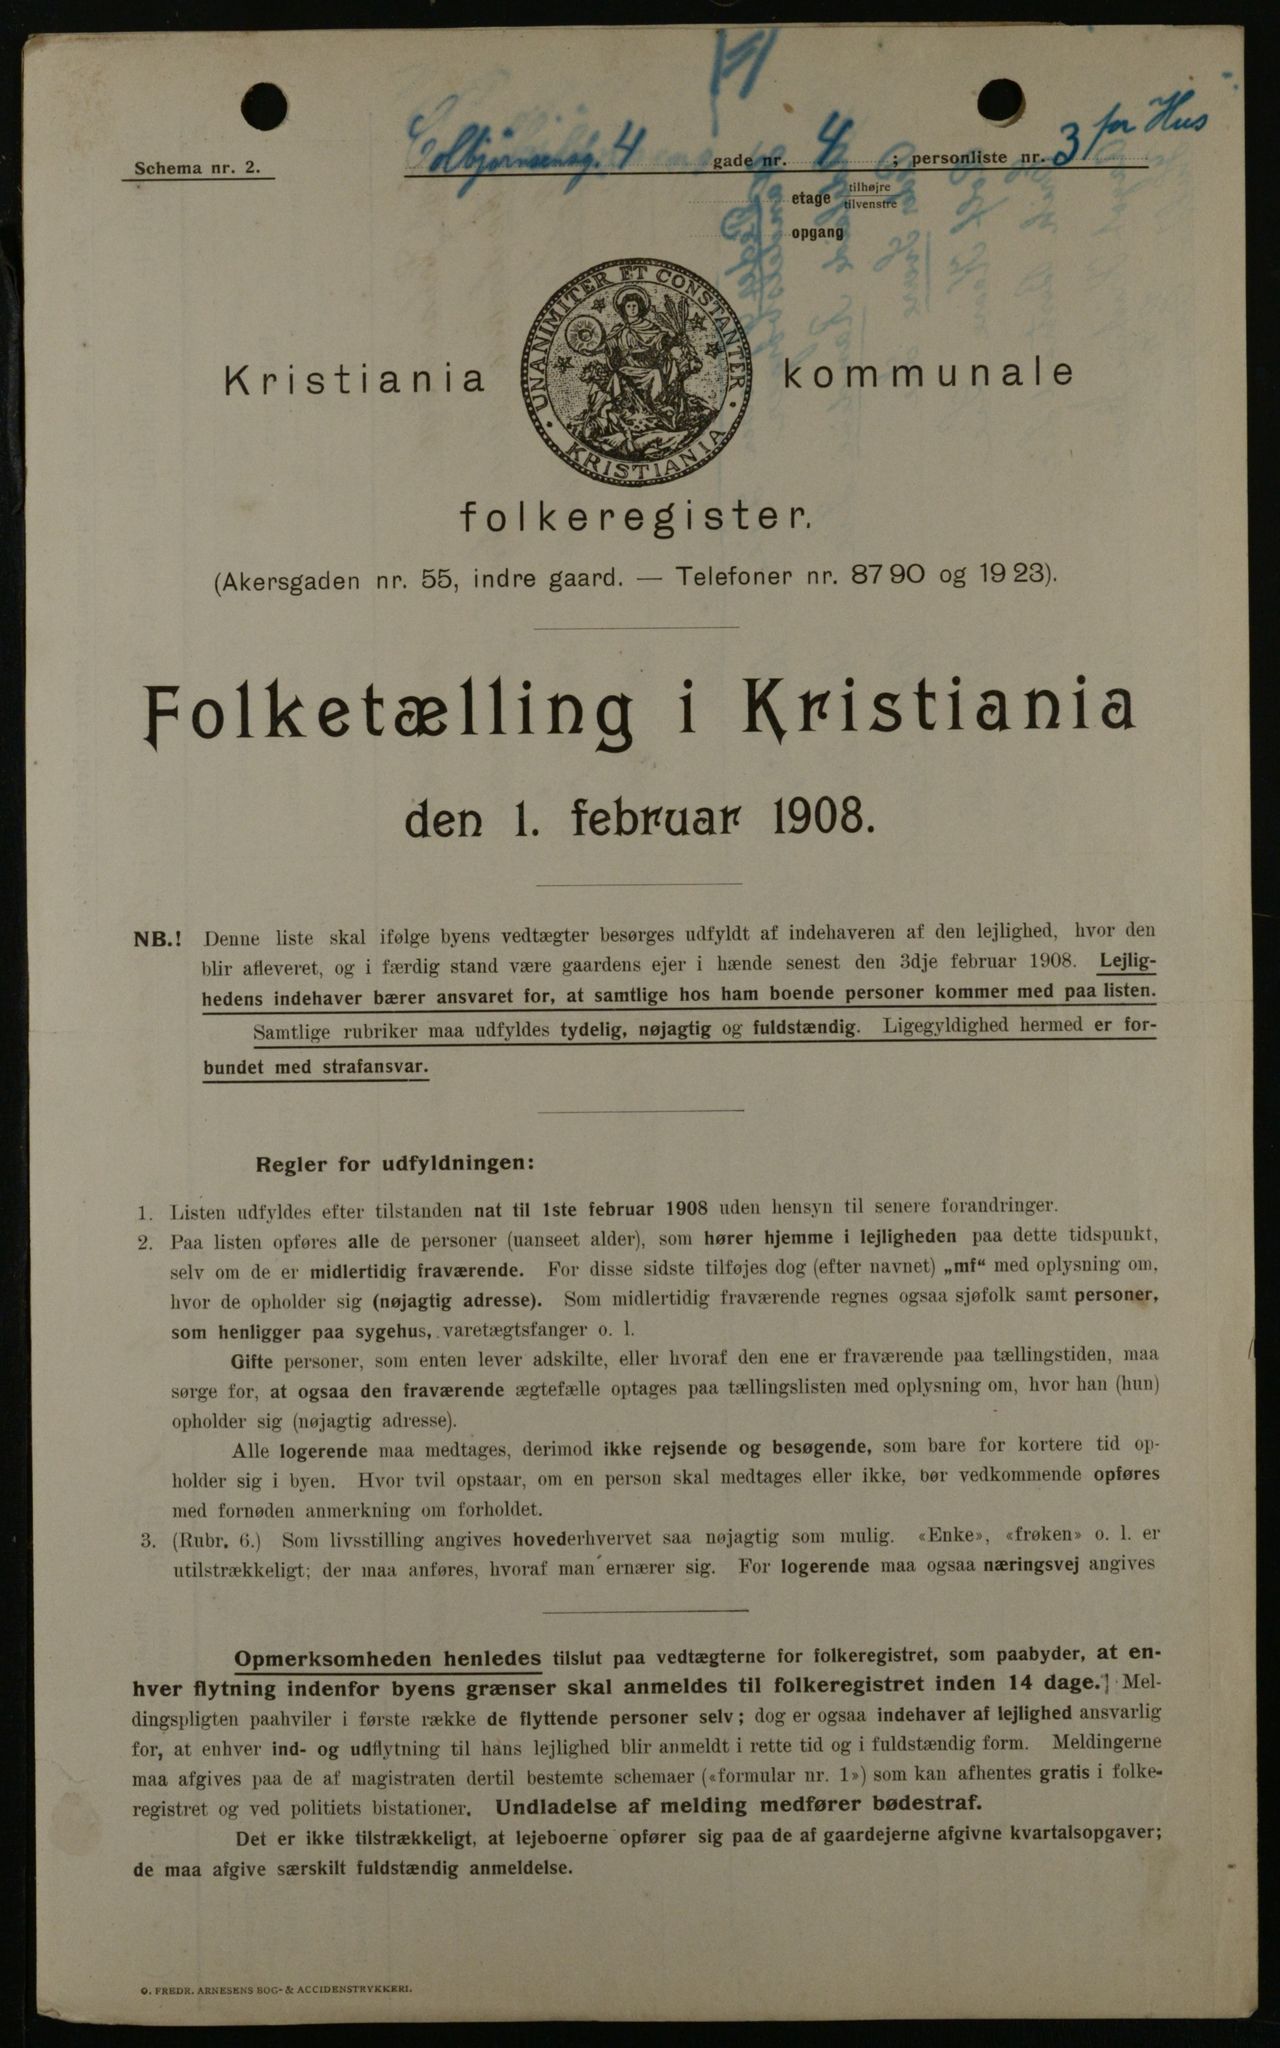 Schema nr. 2. Colbjørnsensg. 4 gade nr. 4 ; personliste nr. 3 for Hus
etage tilhøjre
tilvenstre
opgang
UNANIMITER ET CONSTANTER
KRISTIANIA
Kristiania kommunale
folkeregister.
(Akersgaden nr. 55, indre gaard. — Telefoner nr. 8790 og 1923).
Folketælling i Kristiania
den 1. februar 1908.
NB.! Denne liste skal ifølge byens vedtægter besørges udfyldt af indehaveren af den lejlighed, hvor den
blir afleveret, og i færdig stand være gaardens ejer i hænde senest den 3dje februar 1908. Lejlig-
hedens indehaver bærer ansvaret for, at samtlige hos ham boende personer kommer med paa listen.
Samtlige rubriker maa udfyldes tydelig, nøjagtig og fuldstændig. Ligegyldighed hermed er for-
bundet med strafansvar.
Regler for udfyldningen:
1. Listen udfyldes efter tilstanden nat til 1ste februar 1908 uden hensyn til senere forandringer.
2. Paa listen opføres alle de personer (uanseet alder), som hører hjemme i lejligheden paa dette tidspunkt,
selv om de er midlertidig fraværende. For disse sidste tilføjes dog (efter navnet) „mf“ med oplysning om,
hvor de opholder sig (nøjagtig adresse). Som midlertidig fraværende regnes ogsaa sjøfolk samt personer,
som henligger paa sygehus, varetægtsfanger o. l.
Gifte personer, som enten lever adskilte, eller hvoraf den ene er fraværende paa tællingstiden, maa
sørge for, at ogsaa den fraværende ægtefælle optages paa tællingslisten med oplysning om, hvor han (hun)
opholder sig (nøjagtig adresse).
Alle logerende maa medtages, derimod ikke rejsende og besøgende, som bare for kortere tid op-
holder sig i byen. Hvor tvil opstaar, om en person skal medtages eller ikke, bør vedkommende opføres
med fornøden anmerkning om forholdet.
3. (Rubr. 6.) Som livsstilling angives hovederhvervet saa nøjagtig som mulig. «Enke», «frøken» o. l. er
utilstrækkeligt; der maa anføres, hvoraf man ernærer sig. For logerende maa ogsaa næringsvej angives
Opmerksomheden henledes tilslut paa vedtægterne for folkeregistret, som paabyder, at en-
hver flytning indenfor byens grænser skal anmeldes til folkeregistret inden 14 dage. Mel-
dingspligten paahviler i første række de flyttende personer selv; dog er ogsaa indehaver af lejlighed ansvarlig
for, at enhver ind- og udflytning til hans lejlighed blir anmeldt i rette tid og i fuldstændig form. Meldingerne
maa afgives paa de af magistraten dertil bestemte schemaer («formular nr. 1») som kan afhentes gratis i folke-
registret og ved politiets bistationer. Undladelse af melding medfører bødestraf.
Det er ikke tilstrækkeligt, at lejeboerne opfører sig paa de af gaardejerne afgivne kvartalsopgaver;
de maa afgive særskilt fuldstændig anmeldelse.
O. FREDR. ARNESENS BOG- & ACCIDENSTRYKKERI.